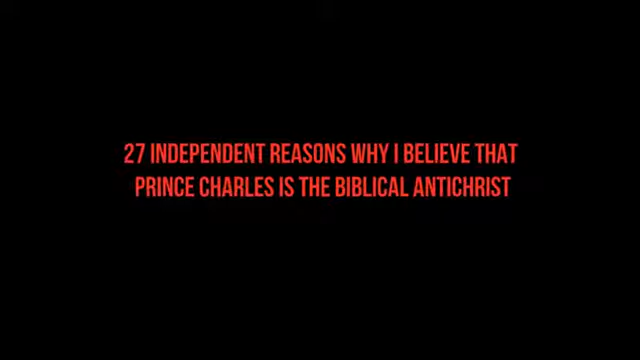 27 INDEPENDENT REASONS WHY I BELIEVE THAT
PRINCE CHARLES IS THE BIBLICAL ANTICHRIST